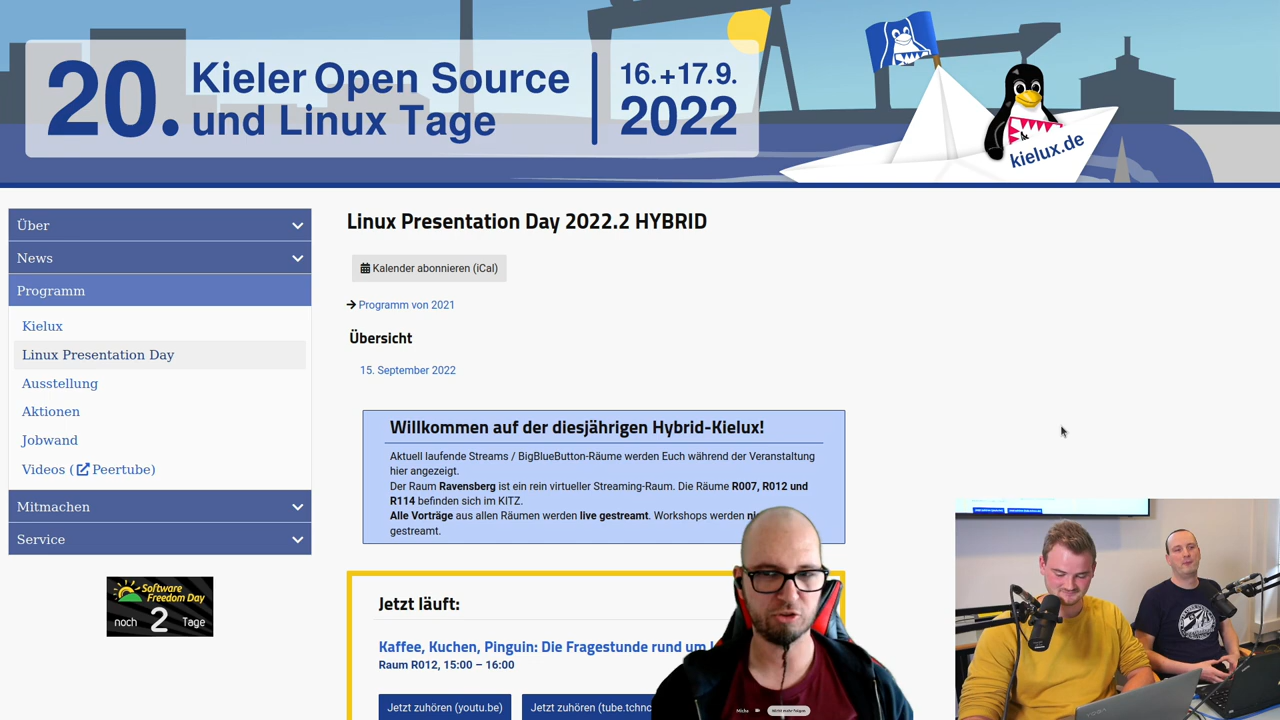 20. Kieler Open Source
und Linux Tage
16.+17.9.
2022
kielux.de
Über
News
Programm
Kielux
Linux Presentation Day
Ausstellung
Aktionen
Jobwand
Videos ( Peertube)
Mitmachen
Service
Software
Freedom Day
noch 2 Tage
Linux Presentation Day 2022.2 HYBRID
Kalender abonnieren (iCal)
Programm von 2021
Übersicht
15. September 2022
Willkommen auf der diesjährigen Hybrid-Kielux!
Aktuell laufende Streams / BigBlueButton-Räume werden Euch während der Veranstaltung
hier angezeigt.
Der Raum Ravensberg ist ein rein virtueller Streaming-Raum. Die Räume R007, R012 und
R114 befinden sich im KITZ.
Alle Vorträge aus allen Räumen werden live gestreamt. Workshops werden
gestreamt.
Jetzt läuft:
Kaffee, Kuchen, Pinguin: Die Fragestunde rund um
Raum R012, 15:00 – 16:00
Jetzt zuhören (youtu.be)
Jetzt zuhören (tube.tchnc